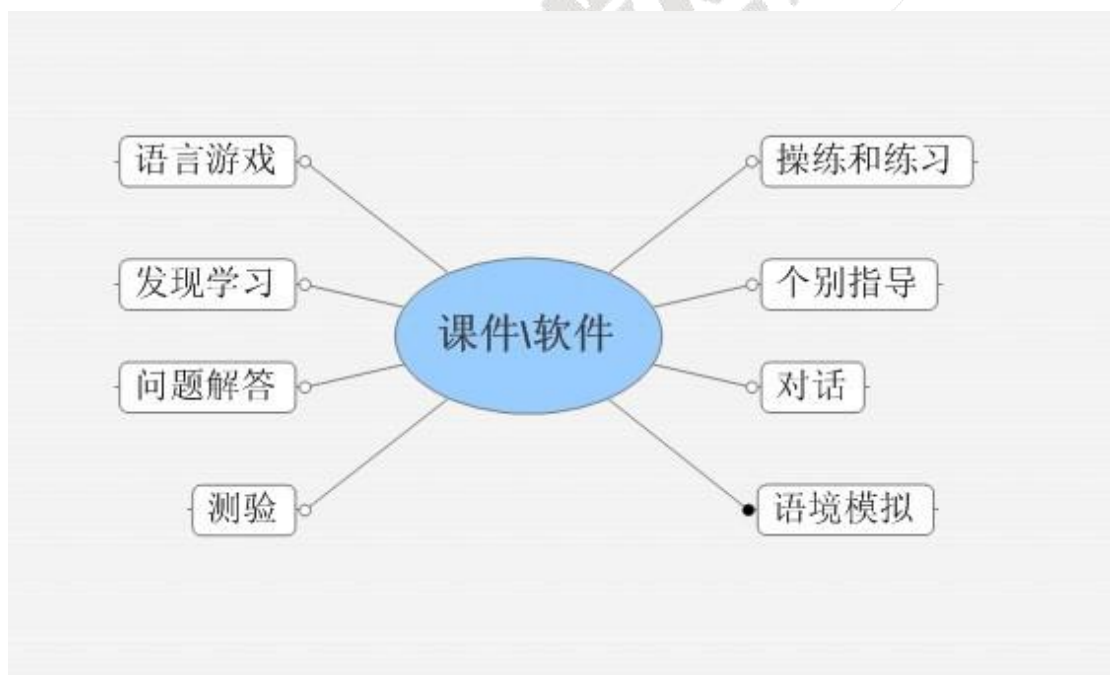 语言游戏
操练和练习
发现学习
个别指导
课件\软件
问题解答
对话
测验
语境模拟